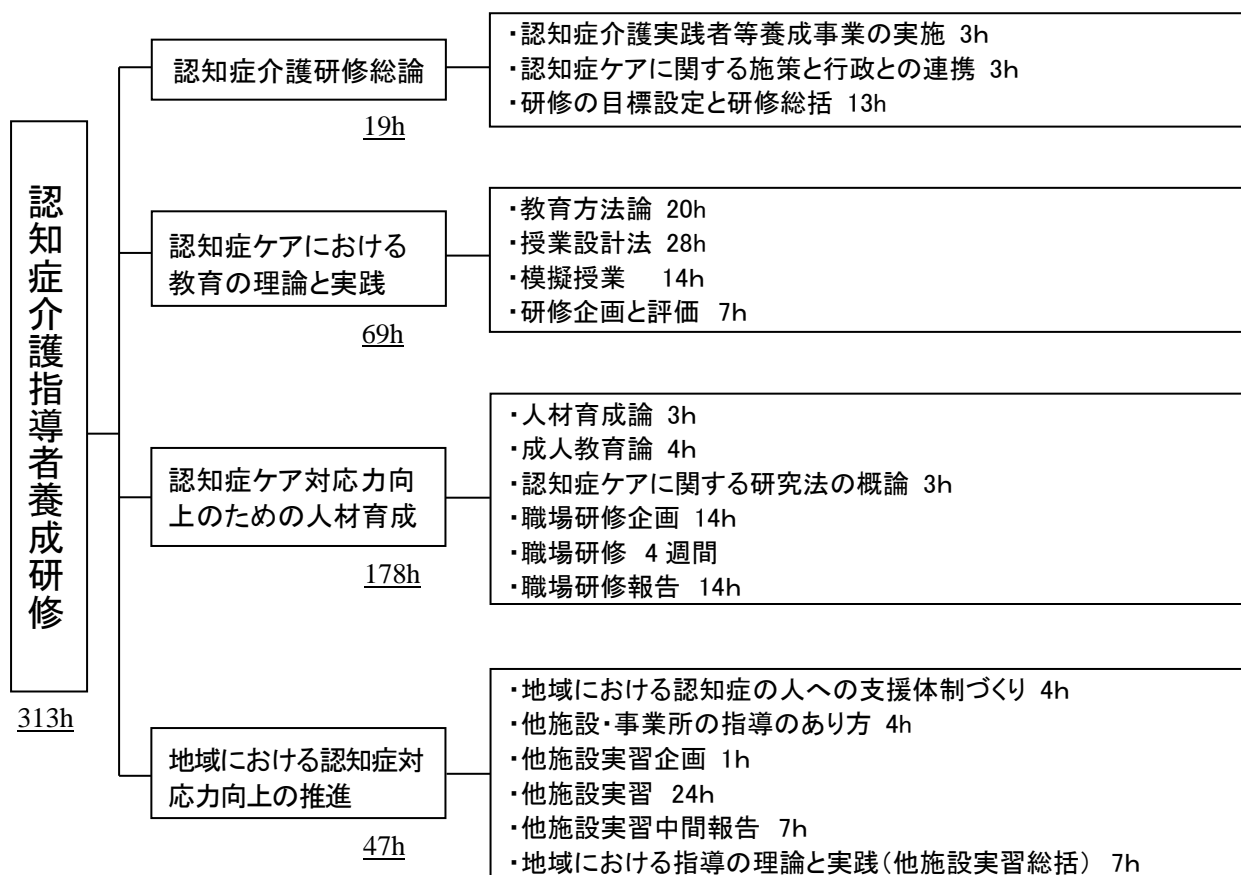 認知症介護指導者養成研修
313h
認知症介護研修総論
19h
・認知症介護実践者等養成事業の実施 3h
・認知症ケアに関する施策と行政との連携 3h
・研修の目標設定と研修総括 13h
認知症ケアにおける
教育の理論と実践
69h
・教育方法論 20h
・授業設計法 28h
・模擬授業 14h
・研修企画と評価 7h
認知症ケア対応力向
上のための人材育成
178h
・人材育成論 3h
・成人教育論 4h
・認知症ケアに関する研究法の概論 3h
・職場研修企画 14h
・職場研修 4週間
・職場研修報告 14h
地域における認知症対
応力向上の推進
47h
・地域における認知症の人への支援体制づくり 4h
・他施設・事業所の指導のあり方 4h
・他施設実習企画 1h
・他施設実習 24h
・他施設実習中間報告 7h
・地域における指導の理論と実践(他施設実習総括) 7h